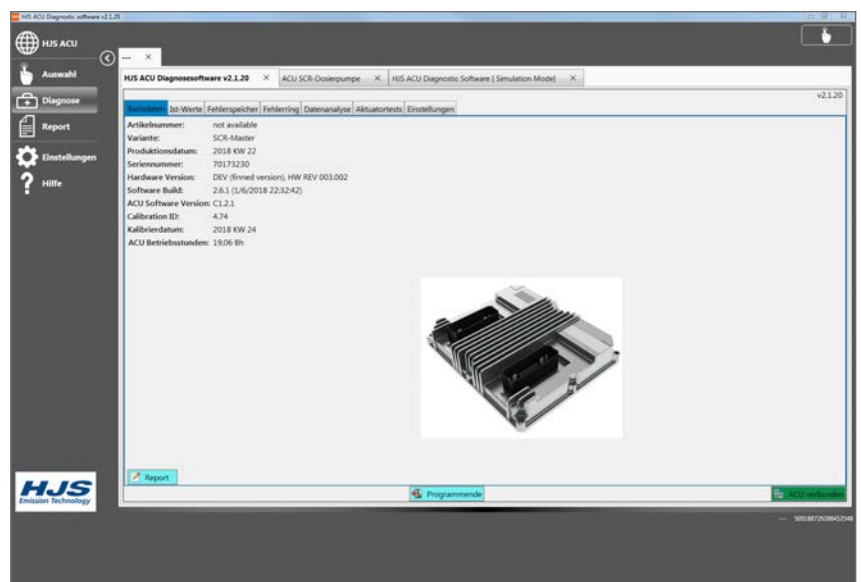 HJS ACU Diagnostic software v2.1.20
HJS ACU
Auswahl
Diagnose
Report
Einstellungen
Hilfe
...
HJS ACU Diagnosesoftware v2.1.20
ACU SCR-Dosierpumpe
HJS ACU Diagnostic Software [ Simulation Mode]
v2.1.20
Basisdaten Ist-Werte Fehlerspeicher Fehlerring Datenanalyse Aktuatortests Einstellungen
Artikelnummer: not available
Variante: SCR-Master
Produktionsdatum: 2018 KW 22
Seriennummer: 70173230
Hardware Version: DEV (finned version), HW REV 003.002
Software Build: 2.6.1 (1/6/2018 22:32:42)
ACU Software Version: C1.2.1
Calibration ID: 4.74
Kalibrierdatum: 2018 KW 24
ACU Betriebsstunden: 19,06 Bh
Report
Programmende
ACU verbunden
HJS
Emission Technology